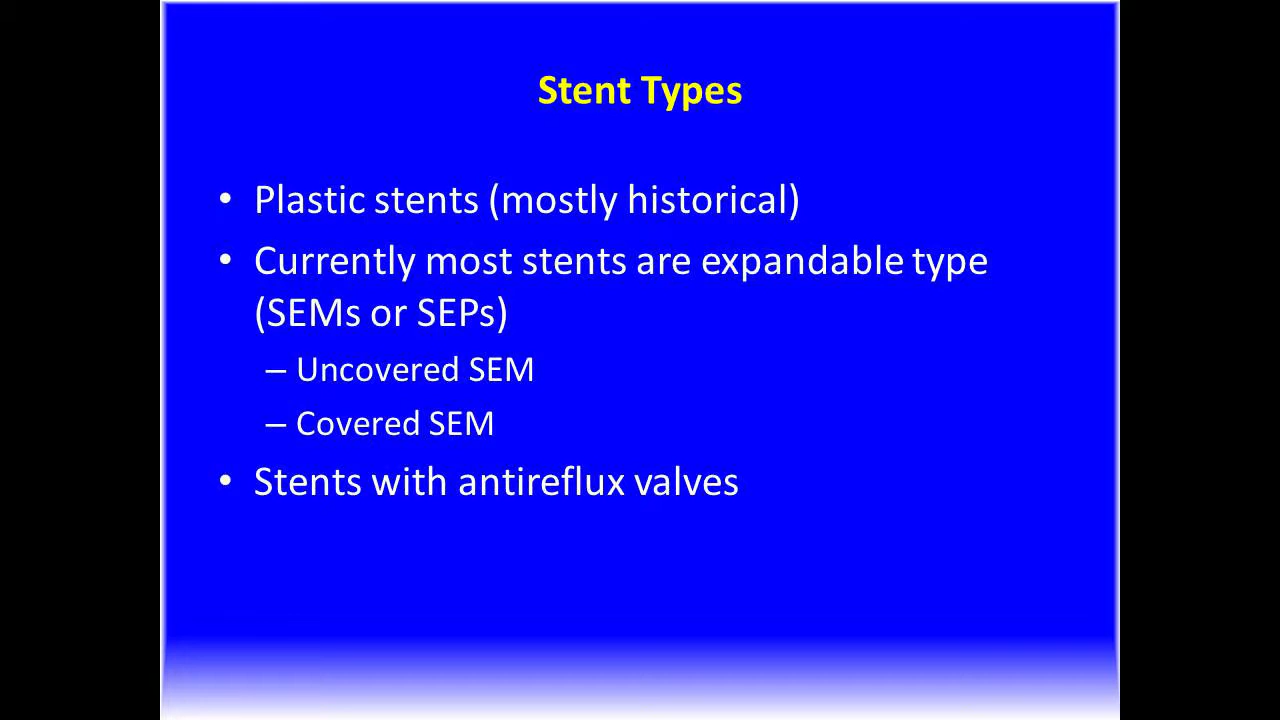 Stent Types
• Plastic stents (mostly historical)
• Currently most stents are expandable type
(SEMs or SEPs)
– Uncovered SEM
– Covered SEM
• Stents with antireflux valves